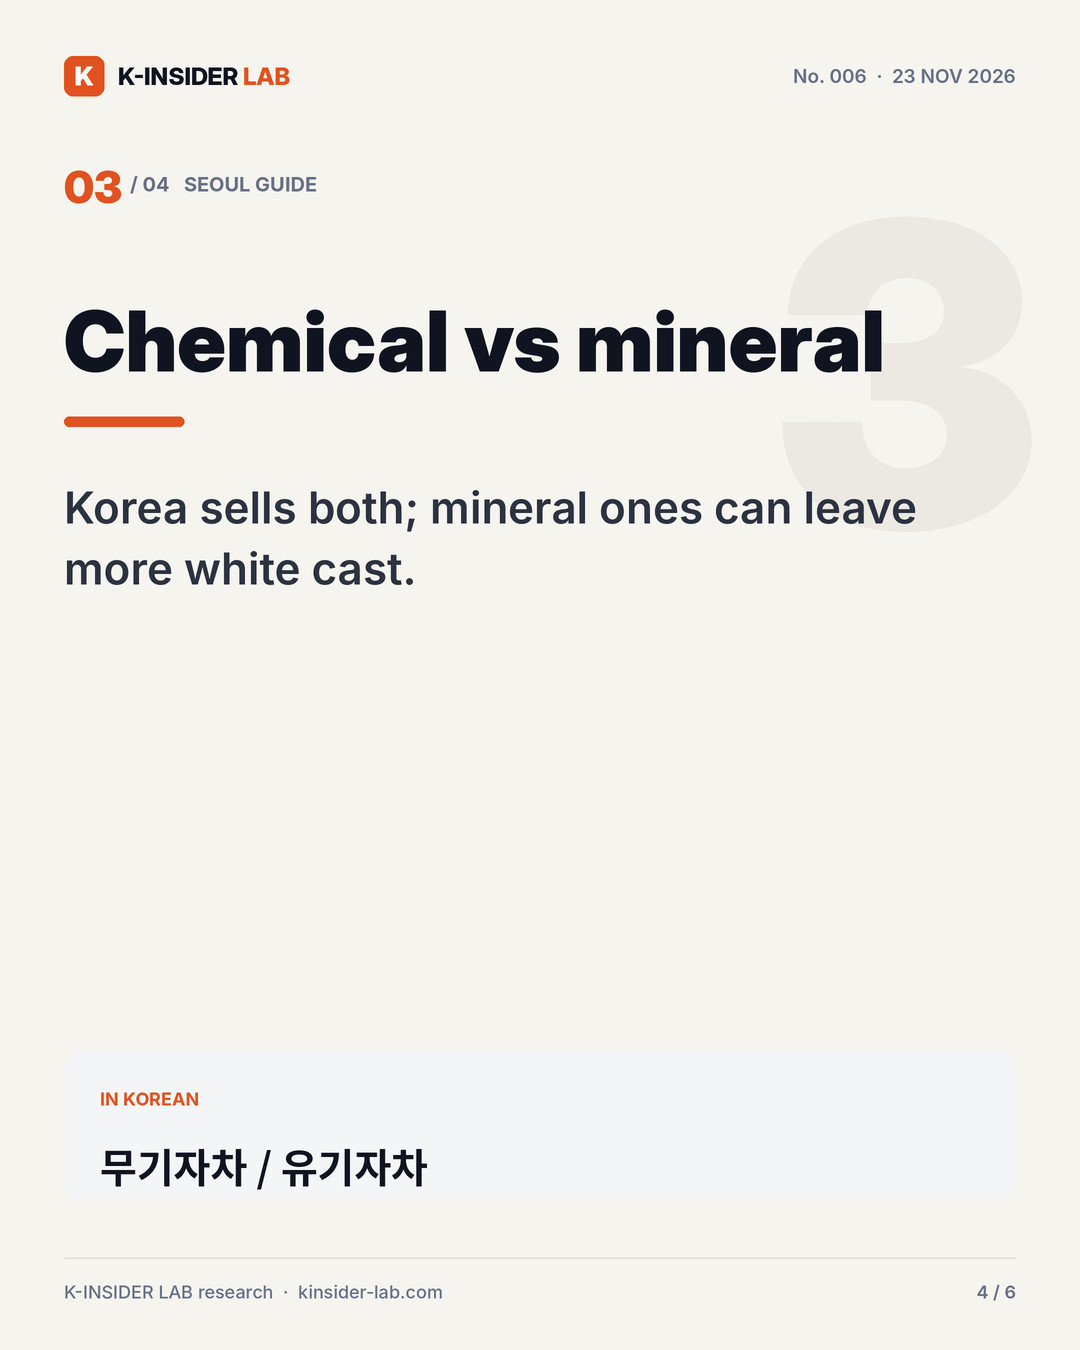 K
K-INSIDER LAB
No. 006 · 23 NOV 2026
03 / 04 SEOUL GUIDE
3
Chemical vs mineral
Korea sells both; mineral ones can leave
more white cast.
IN KOREAN
무기자차 / 유기자차
K-INSIDER LAB research · kinsider-lab.com
4 / 6